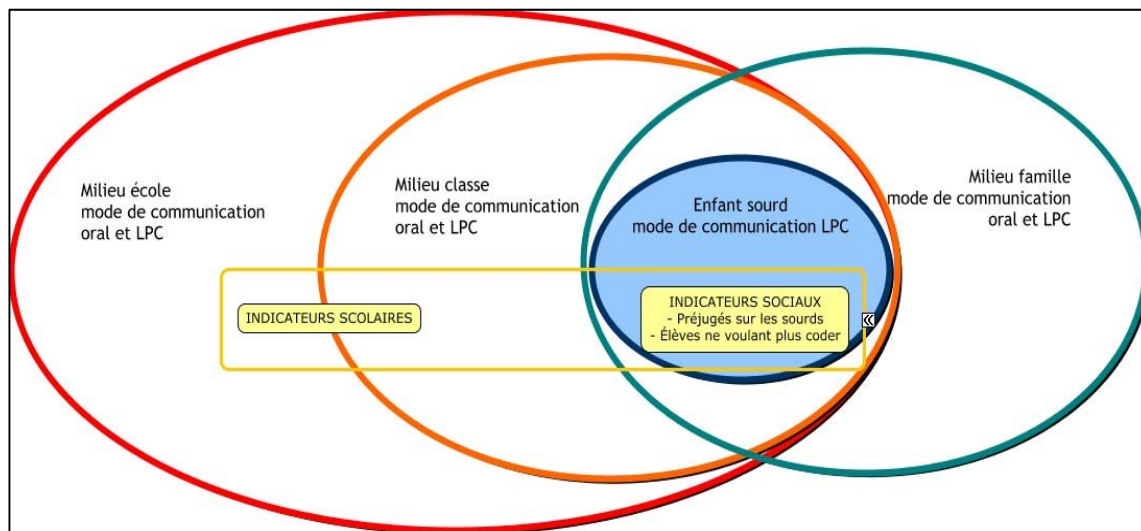 Milieu école
mode de communication
oral et LPC
Milieu classe
mode de communication
oral et LPC
Enfant sourd
mode de communication LPC
Milieu famille
mode de communication
oral et LPC
INDICATEURS SCOLAIRES
INDICATEURS SOCIAUX
- Préjugés sur les sourds
- Élèves ne voulant plus coder